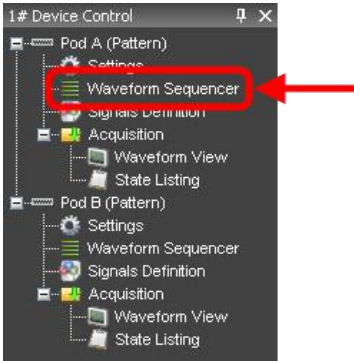 1# Device Control
Pod A (Pattern)
Settings
Waveform Sequencer
Signals Definition
Acquisition
Waveform View
State Listing
Pod B (Pattern)
Settings
Waveform Sequencer
Signals Definition
Acquisition
Waveform View
State Listing